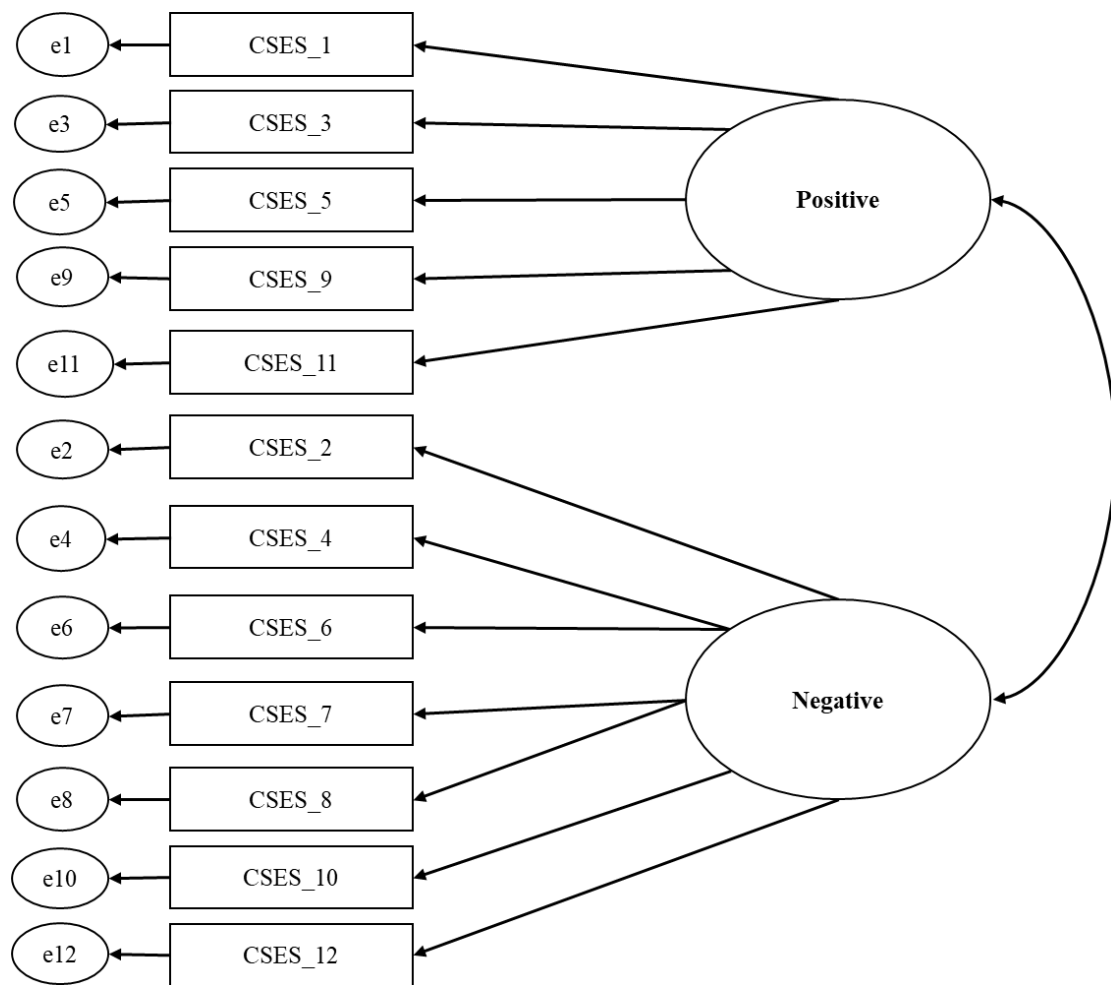 e1 CSES_1
e3 CSES_3
e5 CSES_5
Positive
e9 CSES_9
e11 CSES_11
e2 CSES_2
e4 CSES_4
e6 CSES_6
e7 CSES_7
Negative
e8 CSES_8
e10 CSES_10
e12 CSES_12